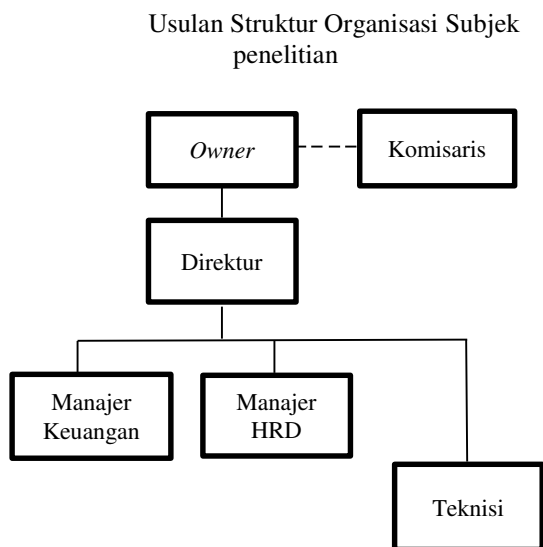 Usulan Struktur Organisasi Subjek
penelitian
Owner
Komisaris
Direktur
Manajer
Keuangan
Manajer
HRD
Teknisi